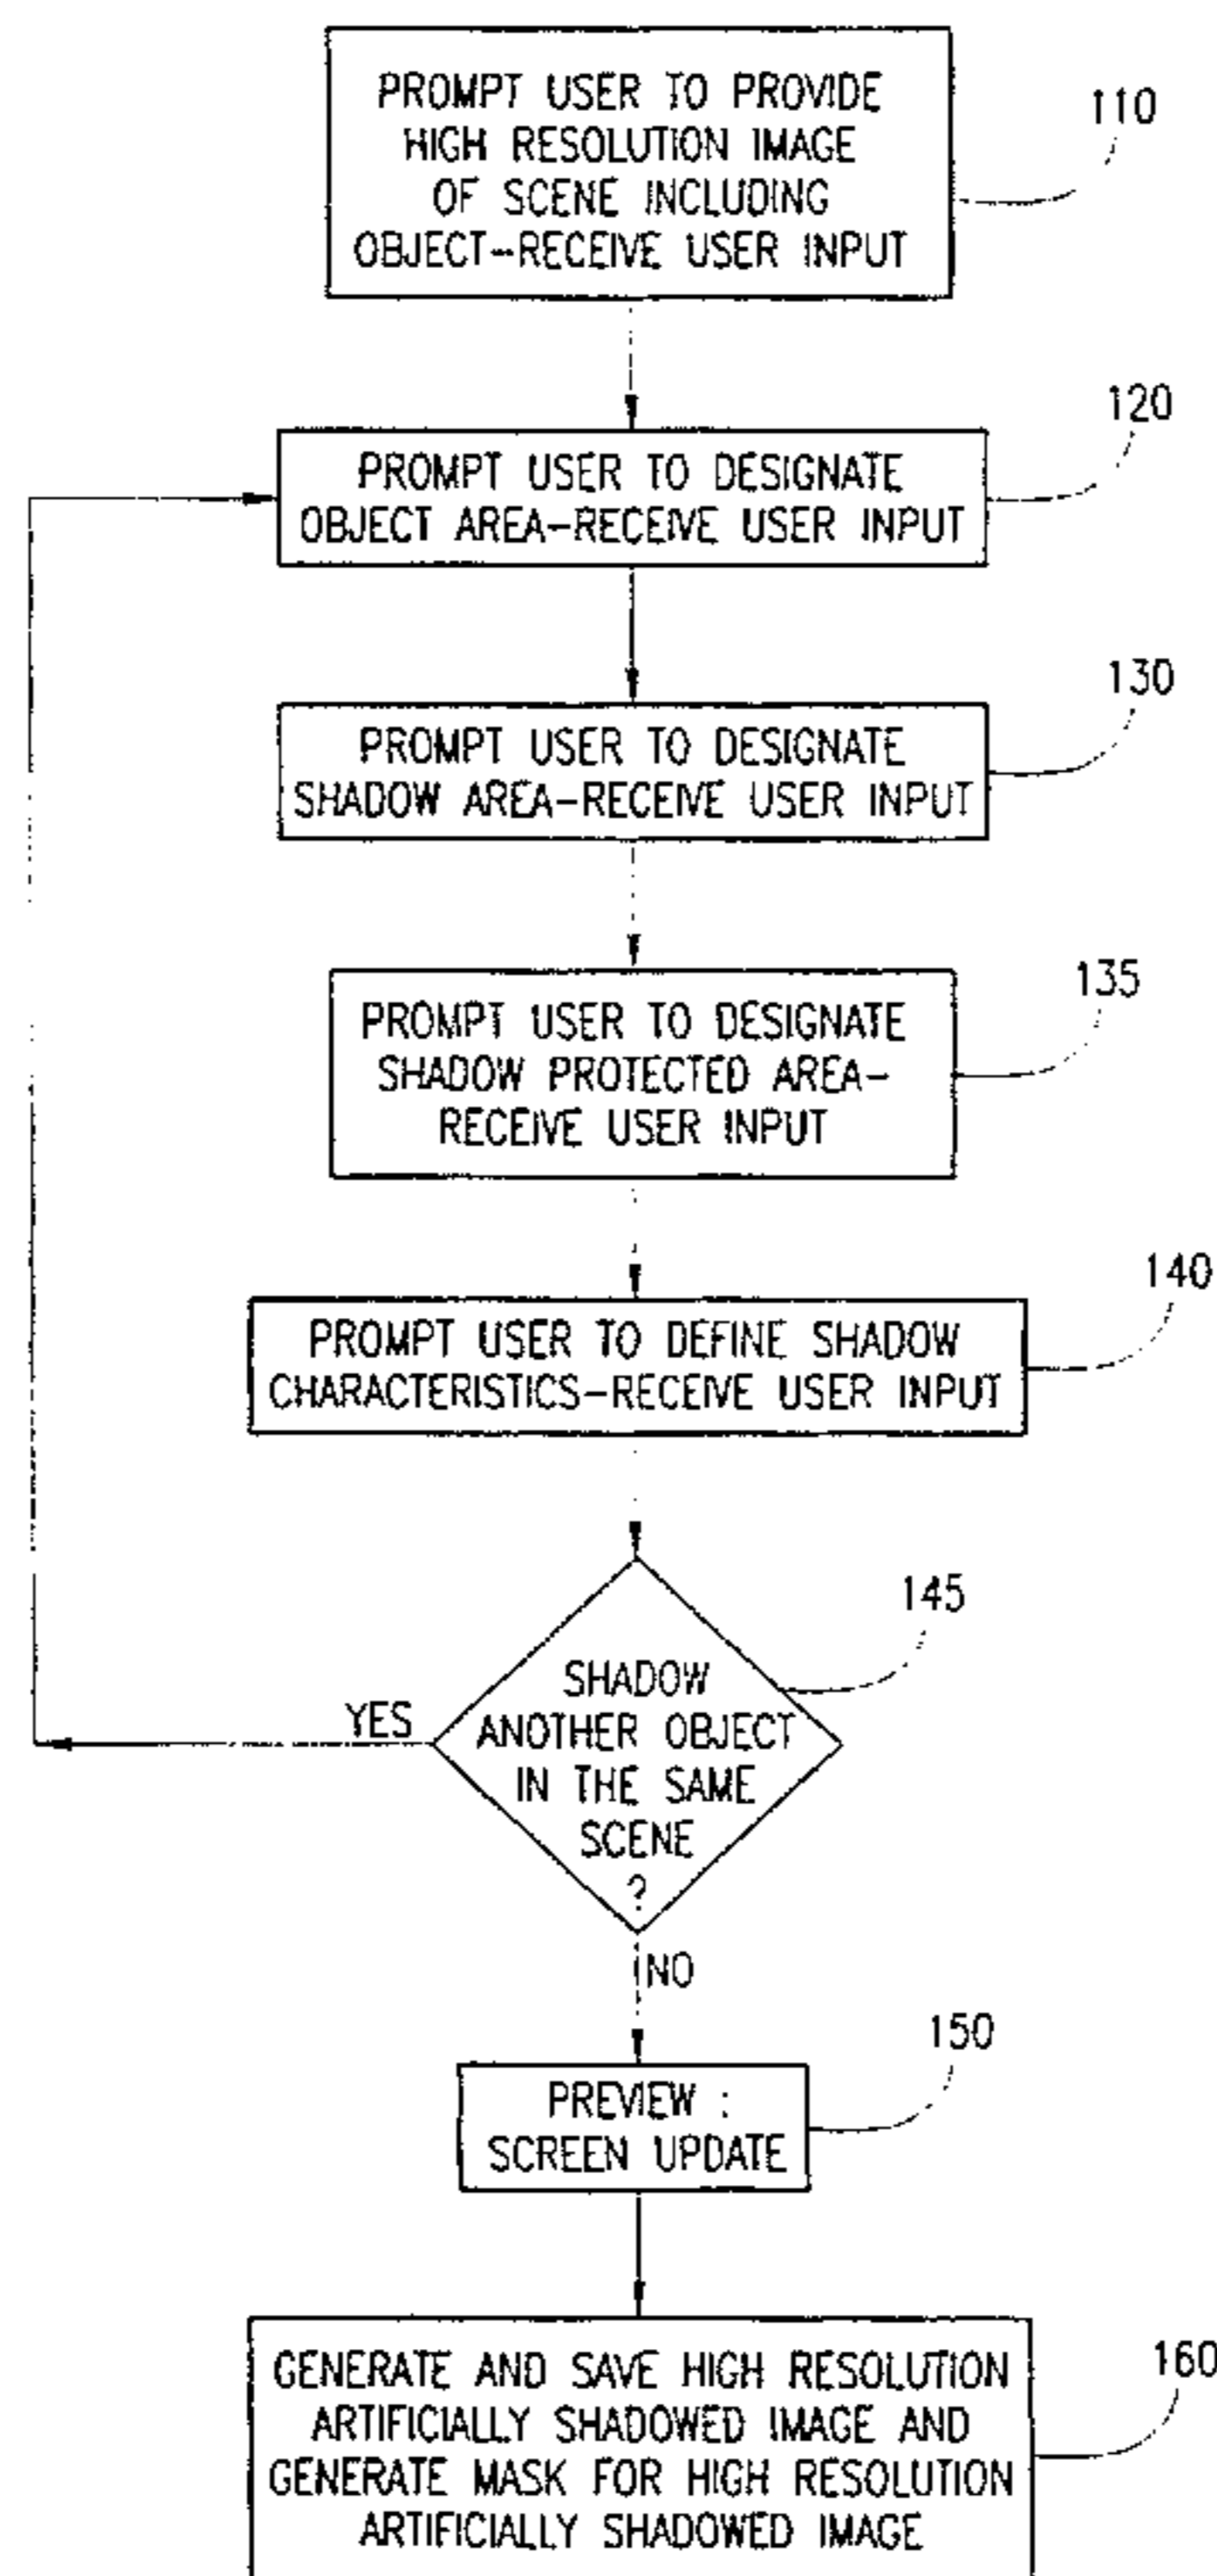 PROMPT USER TO PROVIDE
HIGH RESOLUTION IMAGE
OF SCENE INCLUDING
OBJECT-RECEIVE USER INPUT
110
120
PROMPT USER TO DESIGNATE
OBJECT AREA-RECEIVE USER INPUT
130
PROMPT USER TO DESIGNATE
SHADOW AREA-RECEIVE USER INPUT
135
PROMPT USER TO DESIGNATE
SHADOW PROTECTED AREA-
RECEIVE USER INPUT
140
PROMPT USER TO DEFINE SHADOW
CHARACTERISTICS-RECEIVE USER INPUT
145
SHADOW
ANOTHER OBJECT
IN THE SAME
SCENE
?
YES
NO
150
PREVIEW :
SCREEN UPDATE
160
GENERATE AND SAVE HIGH RESOLUTION
ARTIFICIALLY SHADOWED IMAGE AND
GENERATE MASK FOR HIGH RESOLUTION
ARTIFICIALLY SHADOWED IMAGE